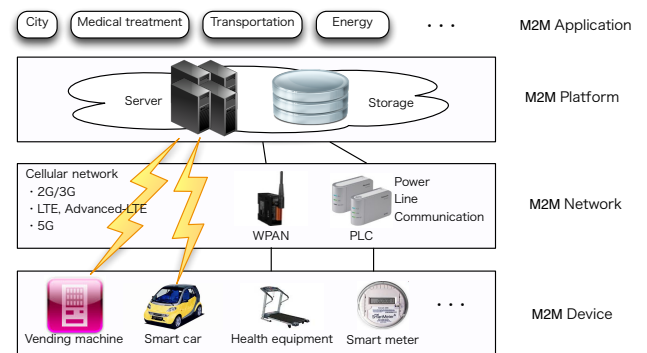 City
Medical treatment
Transportation
Energy
・・・
M2M Application
Server
Storage
M2M Platform
Cellular network
・2G/3G
・LTE, Advanced-LTE
・5G
WPAN
PLC
Power
Line
Communication
M2M Network
Vending machine
Smart car
Health equipment
Smart meter
・・・
M2M Device